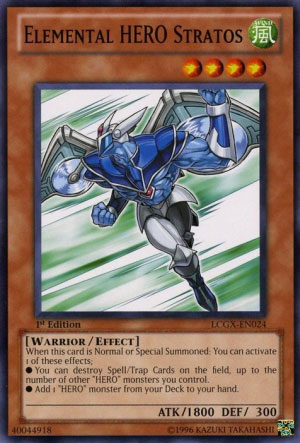 ELEMENTAL HERO STRATOS
WIND
風
1st Edition
LCGX-EN024
[WARRIOR / EFFECT]
When this card is Normal or Special Summoned: You can activate
1 of these effects;
● You can destroy Spell/Trap Cards on the field, up to the
number of other "HERO" monsters you control.
● Add 1 "HERO" monster from your Deck to your hand.
ATK/1800 DEF/ 300
40044918
©1996 KAZUKI TAKAHASHI